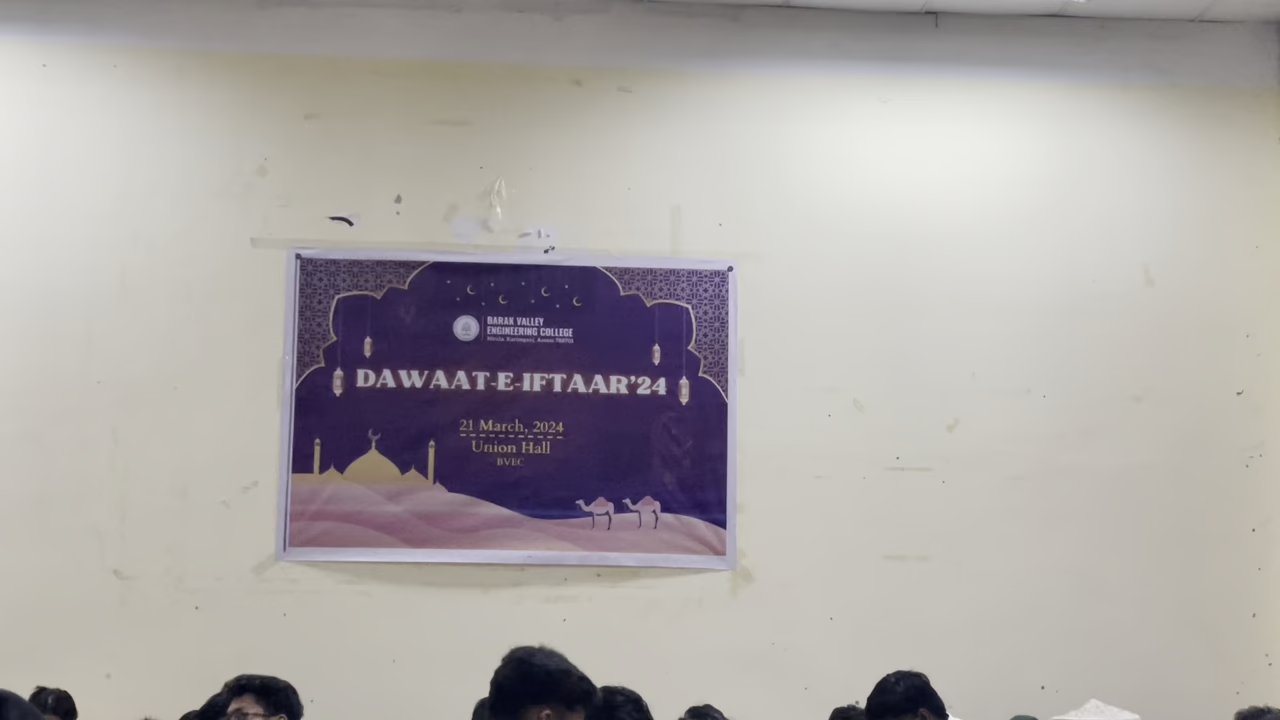 BARAK VALLEY
ENGINEERING COLLEGE
DAWAAT-E-IFTAAR'24
21 March, 2024
Union Hall
BVEC